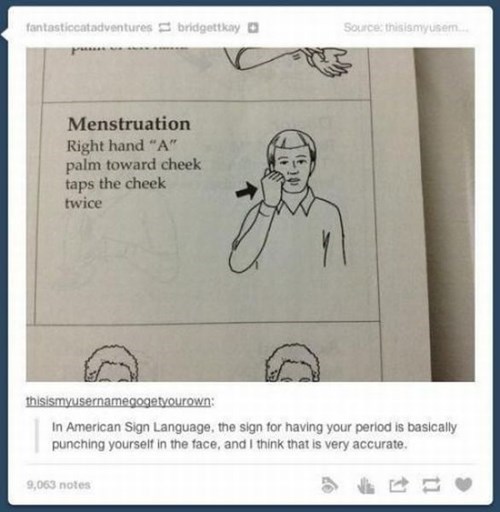 fantasticcatadventures bridgettkay
Source: thisismyusern...
Menstruation
Right hand “A”
palm toward cheek
taps the cheek
twice
thisismyusernamegogetyourown:
In American Sign Language, the sign for having your period is basically
punching yourself in the face, and I think that is very accurate.
9,063 notes